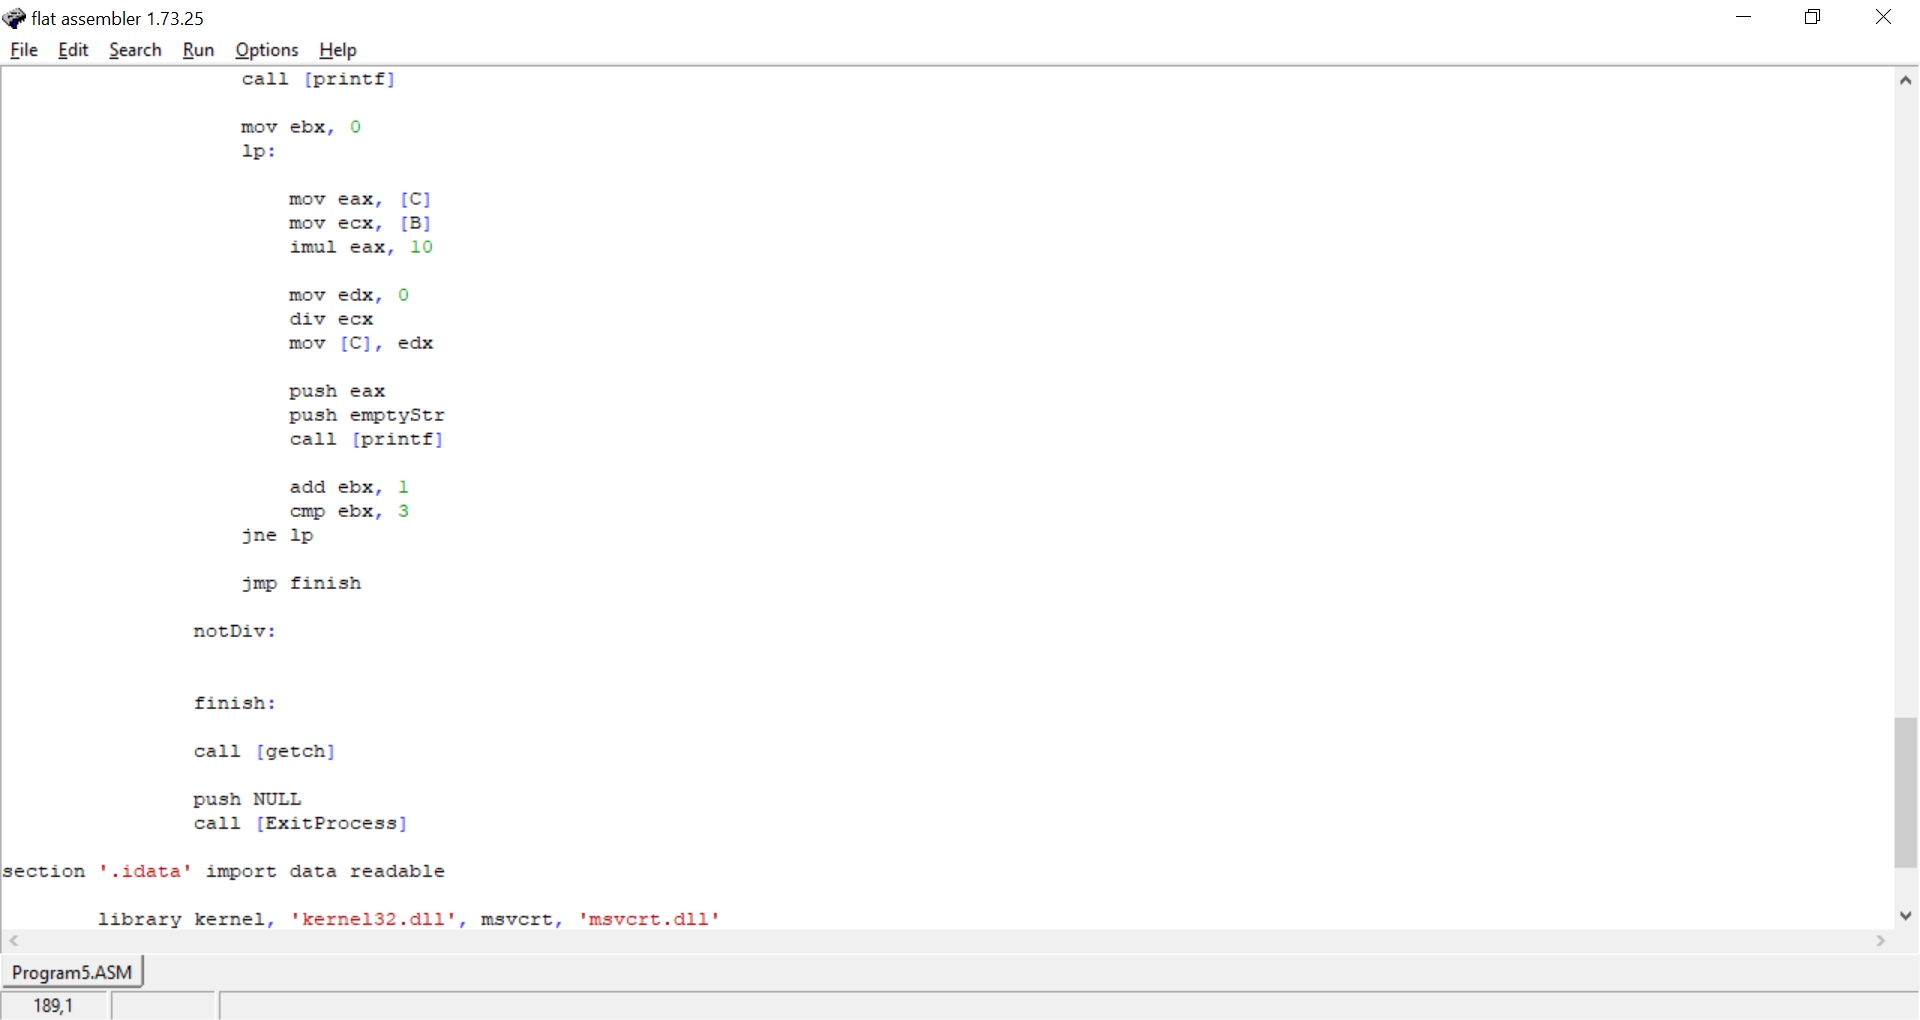 flat assembler 1.73.25
File Edit Search Run Options Help
call [printf]
mov ebx, 0
lp:
mov eax, [C]
mov ecx, [B]
imul eax, 10
mov edx, 0
div ecx
mov [C], edx
push eax
push emptyStr
call [printf]
add ebx, 1
cmp ebx, 3
jne lp
jmp finish
notDiv:
finish:
call [getch]
push NULL
call [ExitProcess]
section '.idata' import data readable
library kernel, 'kernel32.dll', msvcrt, 'msvcrt.dll'
Program5.ASM
189,1